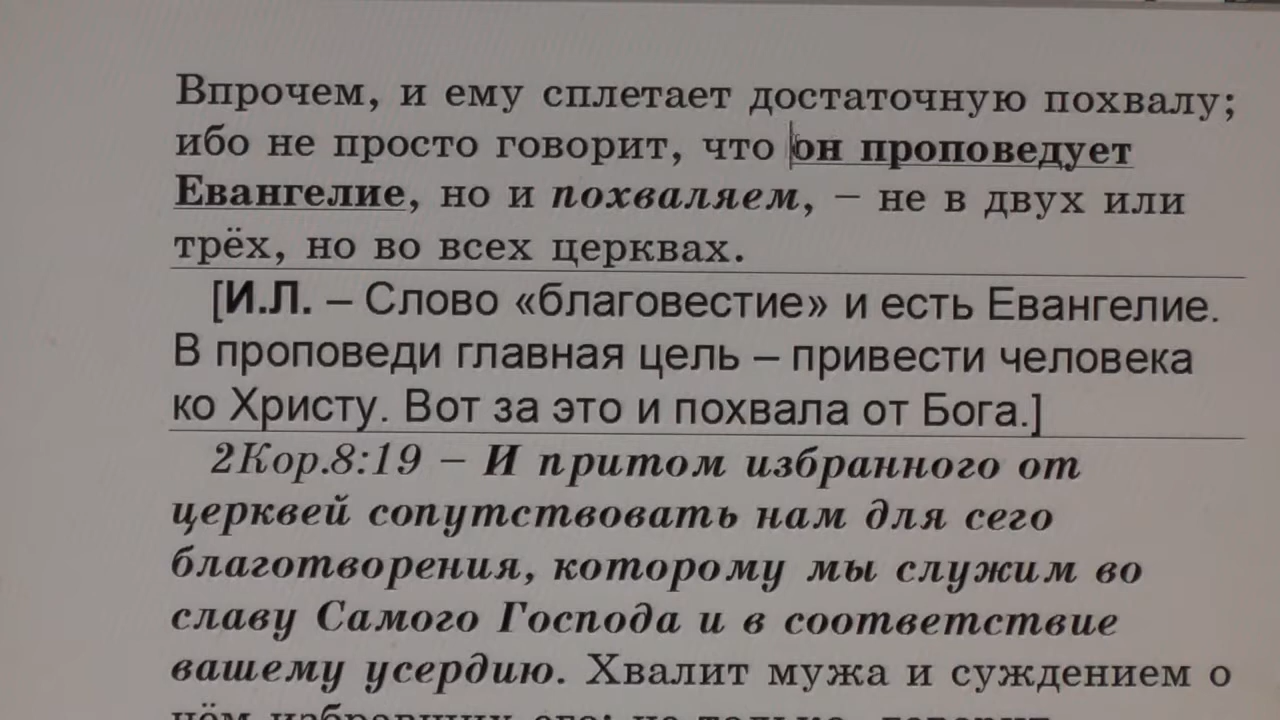 Впрочем, и ему сплетает достаточную похвалу;
ибо не просто говорит, что он проповедует
Евангелие, но и похваляем, – не в двух или
трёх, но во всех церквах.
[И.Л. – Слово «благовестие» и есть Евангелие.
В проповеди главная цель – привести человека
ко Христу. Вот за это и похвала от Бога.]
2Кор.8:19 – И притом избранного от
церквей сопутствовать нам для сего
благотворения, которому мы служим во
славу Самого Господа и в соответствие
вашему усердию. Хвалит мужа и суждением о